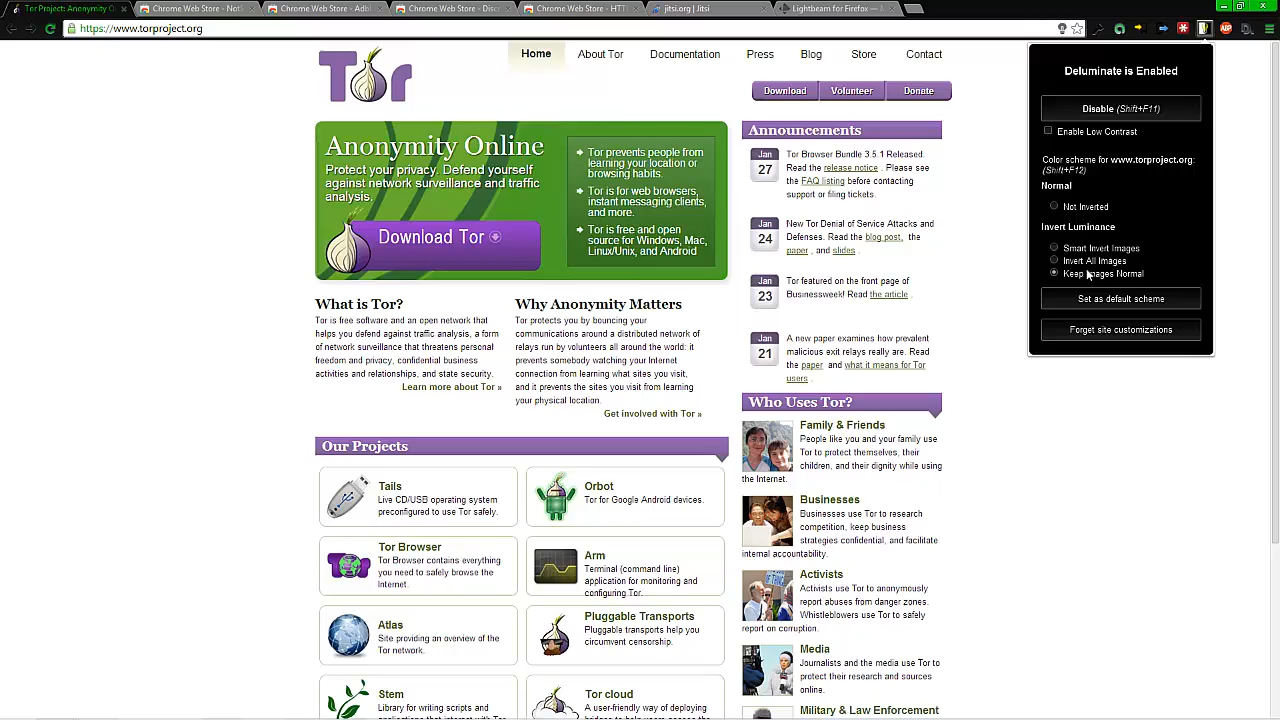 Tor Project: Anonymity O
Chrome Web Store - Not
Chrome Web Store - Adb
Chrome Web Store - Disc
Chrome Web Store - HTT
jitsi.org | Jitsi
Lightbeam for Firefox —
https://www.torproject.org
Tor
Home
About Tor
Documentation
Press
Blog
Store
Contact
Download
Volunteer
Donate
Anonymity Online
Protect your privacy. Defend yourself
against network surveillance and traffic
analysis.
Download Tor
Tor prevents people from
learning your location or
browsing habits.
Tor is for web browsers,
instant messaging clients,
and more.
Tor is free and open
source for Windows, Mac,
Linux/Unix, and Android
What is Tor?
Tor is free software and an open network that
helps you defend against traffic analysis, a form
of network surveillance that threatens personal
freedom and privacy, confidential business
activities and relationships, and state security.
Learn more about Tor »
Why Anonymity Matters
Tor protects you by bouncing your
communications around a distributed network of
relays run by volunteers all around the world: it
prevents somebody watching your Internet
connection from learning what sites you visit,
and it prevents the sites you visit from learning
your physical location.
Get involved with Tor »
Our Projects
Tails
Live CD/USB operating system
preconfigured to use Tor safely.
Orbot
Tor for Google Android devices.
Tor Browser
Tor Browser contains everything
you need to safely browse the
Internet.
Arm
Terminal (command line)
application for monitoring and
configuring Tor.
Atlas
Site providing an overview of the
Tor network.
Pluggable Transports
Pluggable transports help you
circumvent censorship.
Stem
Library for writing scripts and
applications that interact with Tor
Tor cloud
A user-friendly way of deploying
Announcements
Jan
27
Tor Browser Bundle 3.5.1 Released.
Read the release notice . Please see
the FAQ listing before contacting
support or filing tickets.
Jan
24
New Tor Denial of Service Attacks and
Defenses. Read the blog post, the
paper , and slides .
Jan
23
Tor featured on the front page of
Businessweek! Read the article .
Jan
21
A new paper examines how prevalent
malicious exit relays really are. Read
the paper and what it means for Tor
users .
Who Uses Tor?
Family & Friends
People like you and your family use
Tor to protect themselves, their
children, and their dignity while using
the Internet.
Businesses
Businesses use Tor to research
competition, keep business
strategies confidential, and facilitate
internal accountability.
Activists
Activists use Tor to anonymously
report abuses from danger zones.
Whistleblowers use Tor to safely
report on corruption.
Media
Journalists and the media use Tor to
protect their research and sources
online.
Military & Law Enforcement
Deluminate is Enabled
Disable (Shift+F11)
Enable Low Contrast
Color scheme for www.torproject.org:
(Shift+F12)
Normal
Not Inverted
Invert Luminance
Smart Invert Images
Invert All Images
Keep Images Normal
Set as default scheme
Forget site customizations